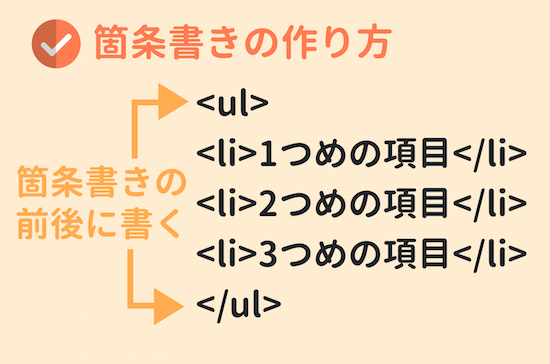 箇条書きの作り方
<ul>
<li>1つめの項目</li>
箇条書きの
前後に書く
<li>2つめの項目</li>
<li>3つめの項目</li>
</ul>